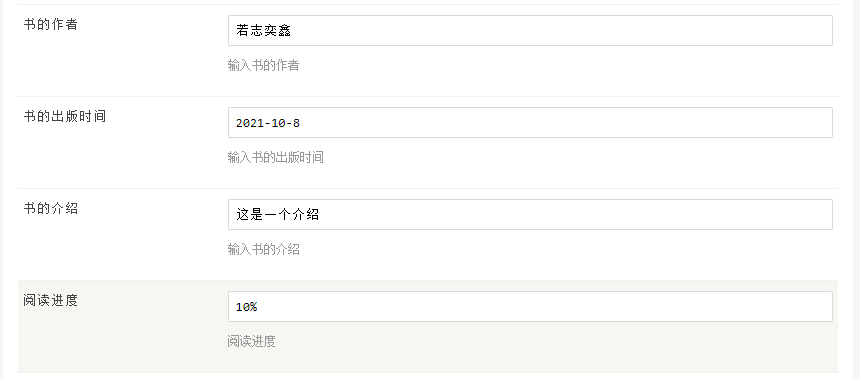 书的作者
若志奕鑫
输入书的作者
书的出版时间
2021-10-8
输入书的出版时间
书的介绍
这是一个介绍
输入书的介绍
阅读进度
10%
阅读进度